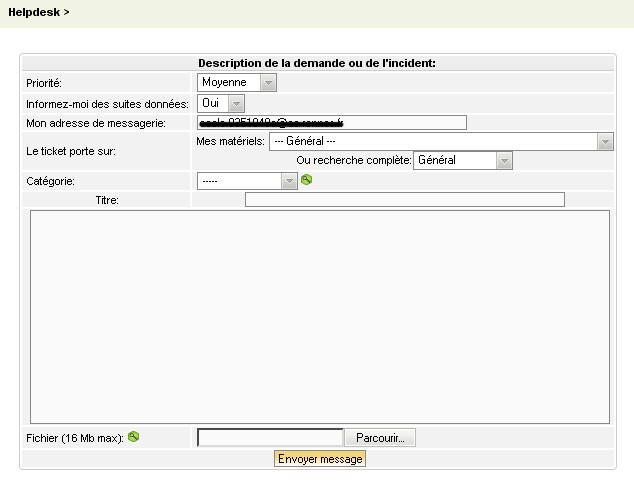 Helpdesk >
Description de la demande ou de l'incident:
Priorité: Moyenne
Informez-moi des suites données: Oui
Mon adresse de messagerie:
Mes matériels: --- Général ---
Le ticket porte sur:
Ou recherche complète: Général
Catégorie: -----
Titre:
Fichier (16 Mb max): Parcourir...
Envoyer message